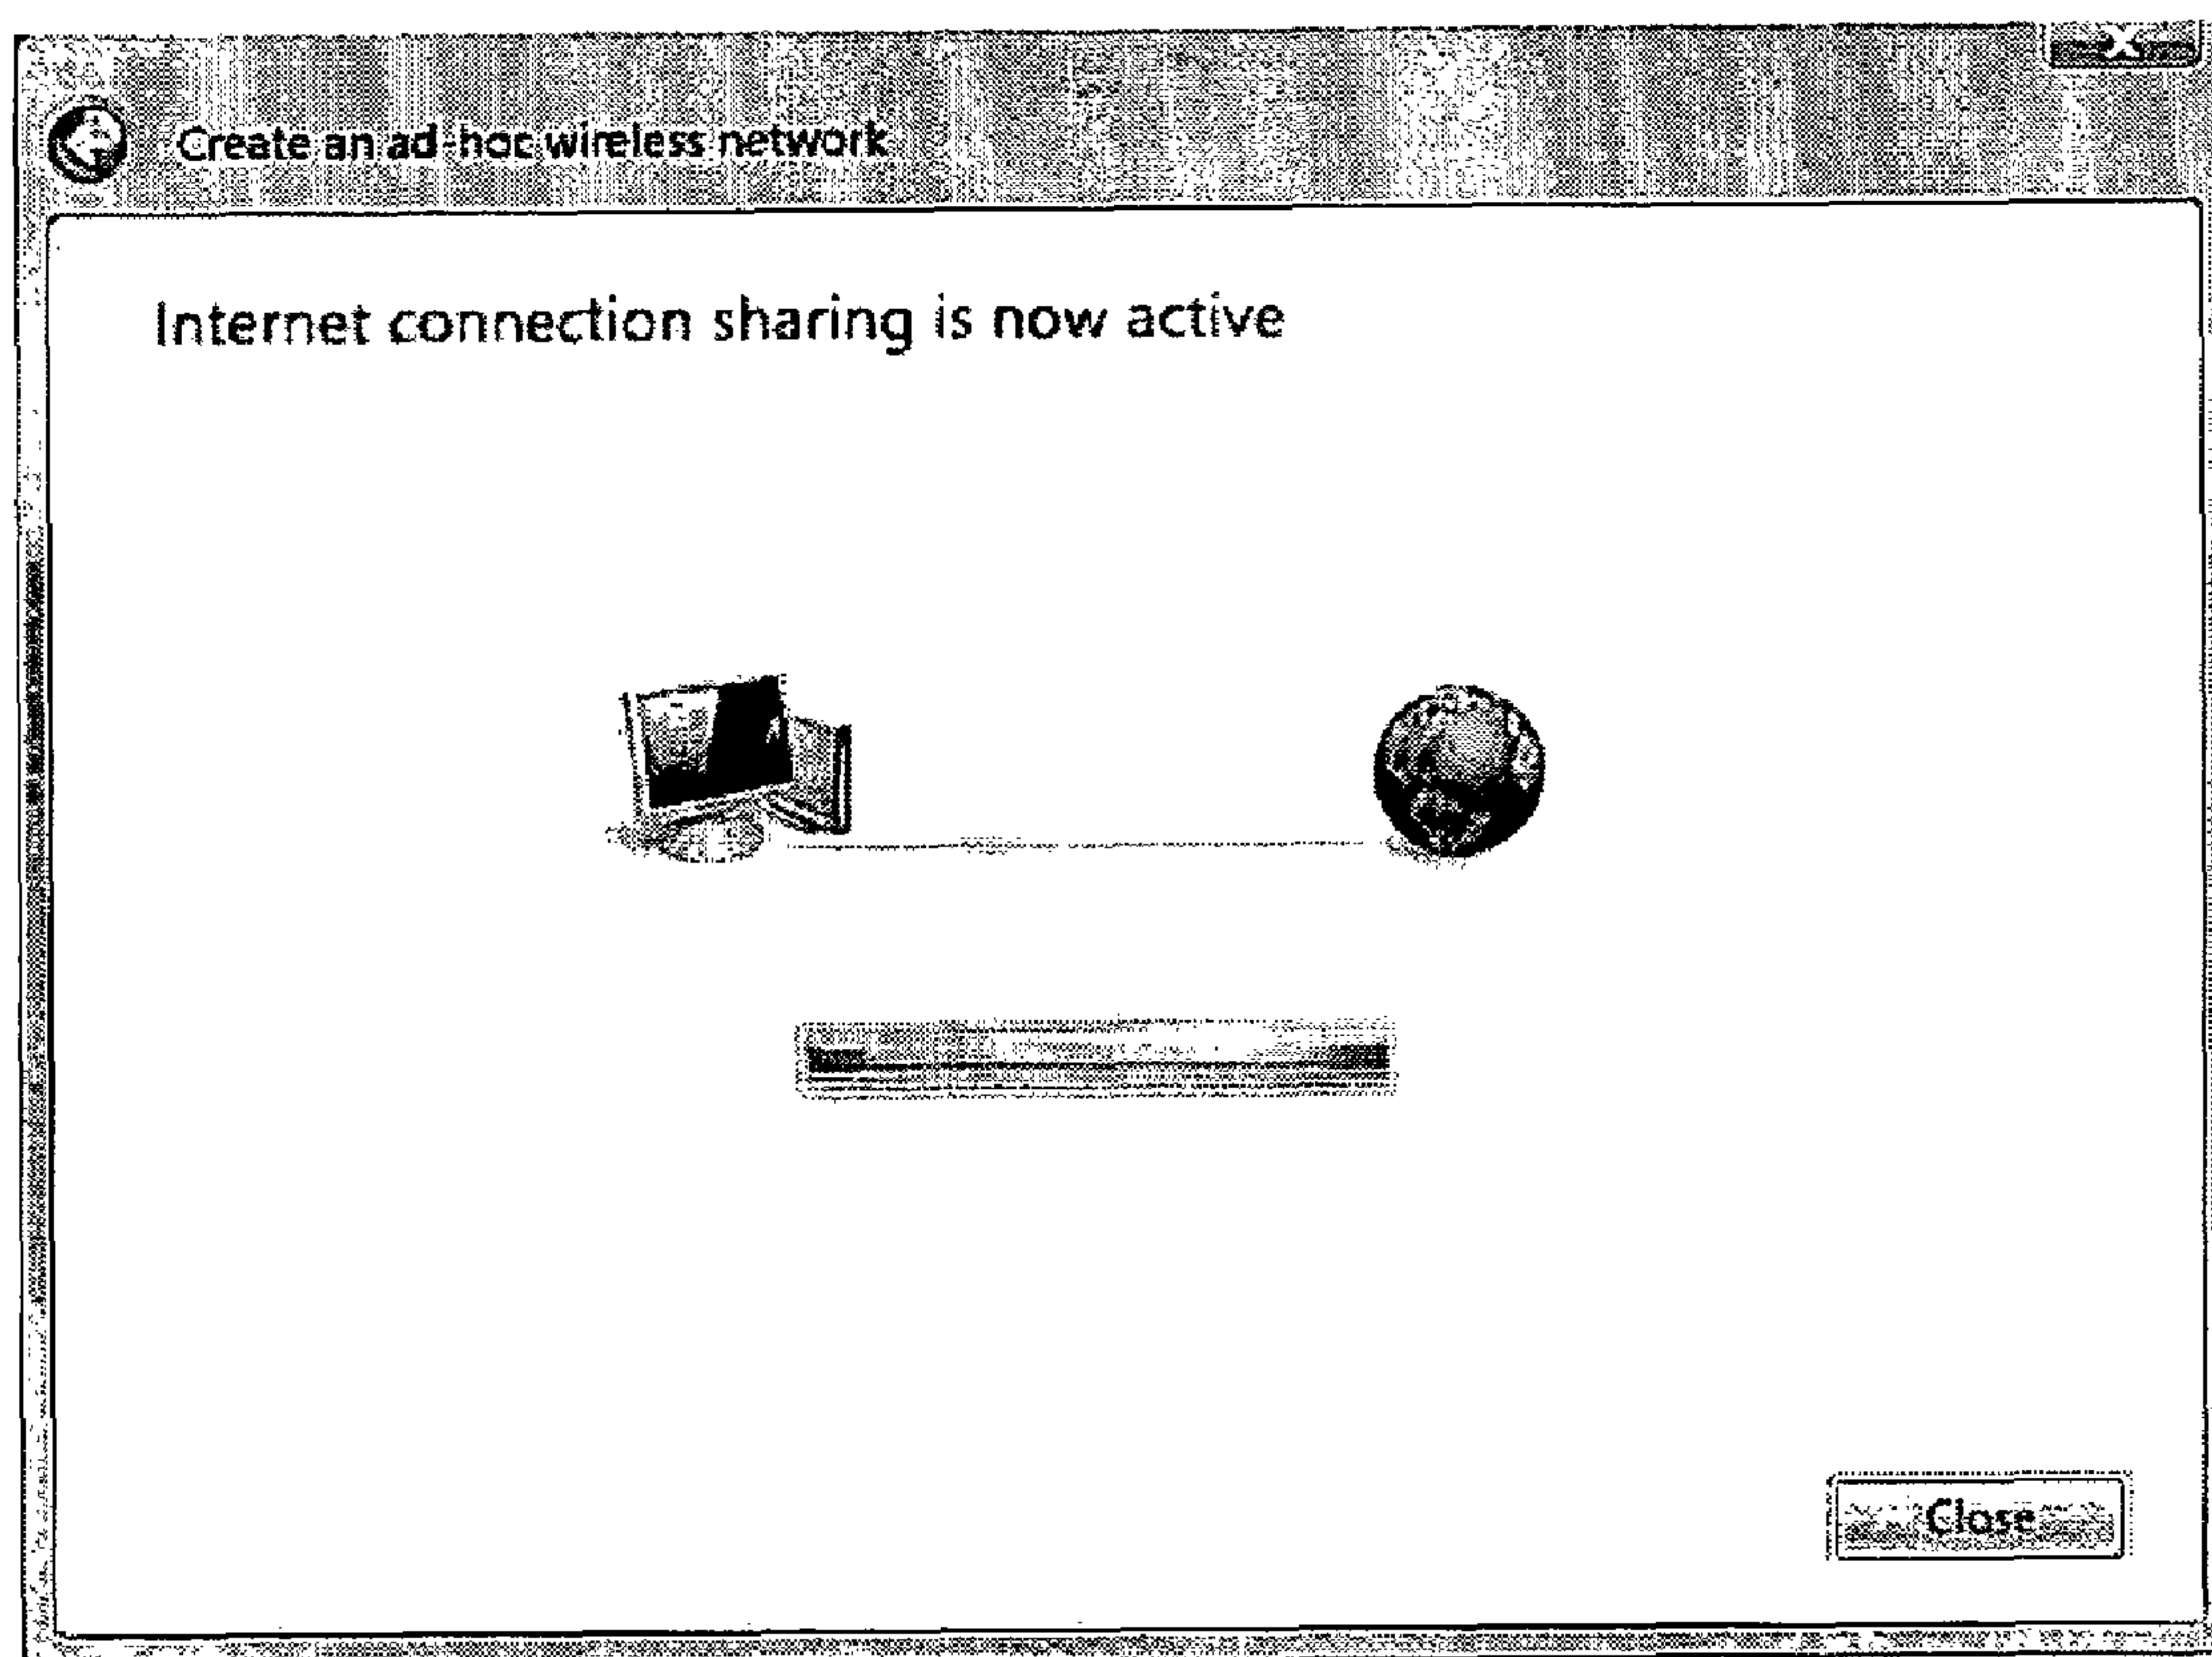 Create an ad-hoc wireless network
Internet connection sharing is now active
Close